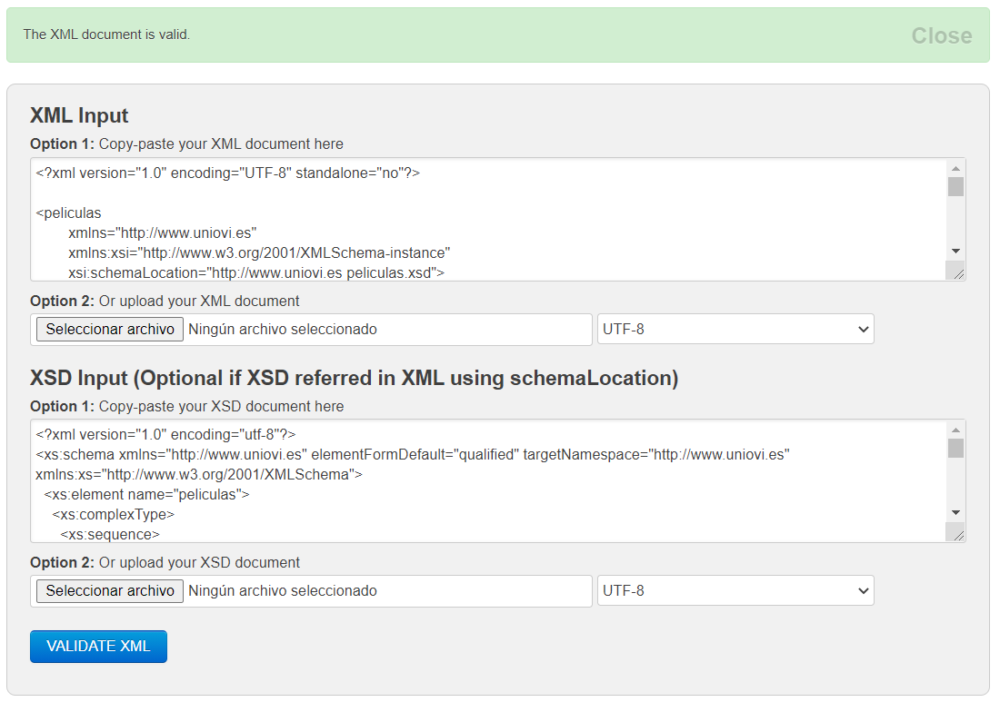 The XML document is valid.
Close
XML Input
Option 1: Copy-paste your XML document here
<?xml version="1.0" encoding="UTF-8" standalone="no"?>
<peliculas
xmlns="http://www.uniovi.es"
xmlns:xsi="http://www.w3.org/2001/XMLSchema-instance"
xsi:schemaLocation="http://www.uniovi.es peliculas.xsd">
Option 2: Or upload your XML document
Seleccionar archivo Ningún archivo seleccionado UTF-8
XSD Input (Optional if XSD referred in XML using schemaLocation)
Option 1: Copy-paste your XSD document here
<?xml version="1.0" encoding="utf-8"?>
<xs:schema xmlns="http://www.uniovi.es" elementFormDefault="qualified" targetNamespace="http://www.uniovi.es"
xmlns:xs="http://www.w3.org/2001/XMLSchema">
<xs:element name="peliculas">
<xs:complexType>
<xs:sequence>
Option 2: Or upload your XSD document
Seleccionar archivo Ningún archivo seleccionado UTF-8
VALIDATE XML